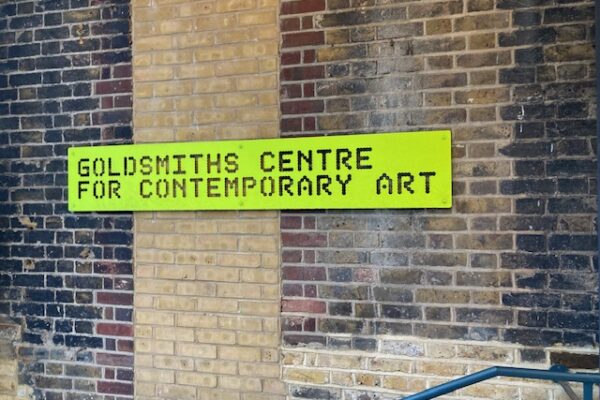 GOLDSMITHS CENTRE
FOR CONTEMPORARY ART